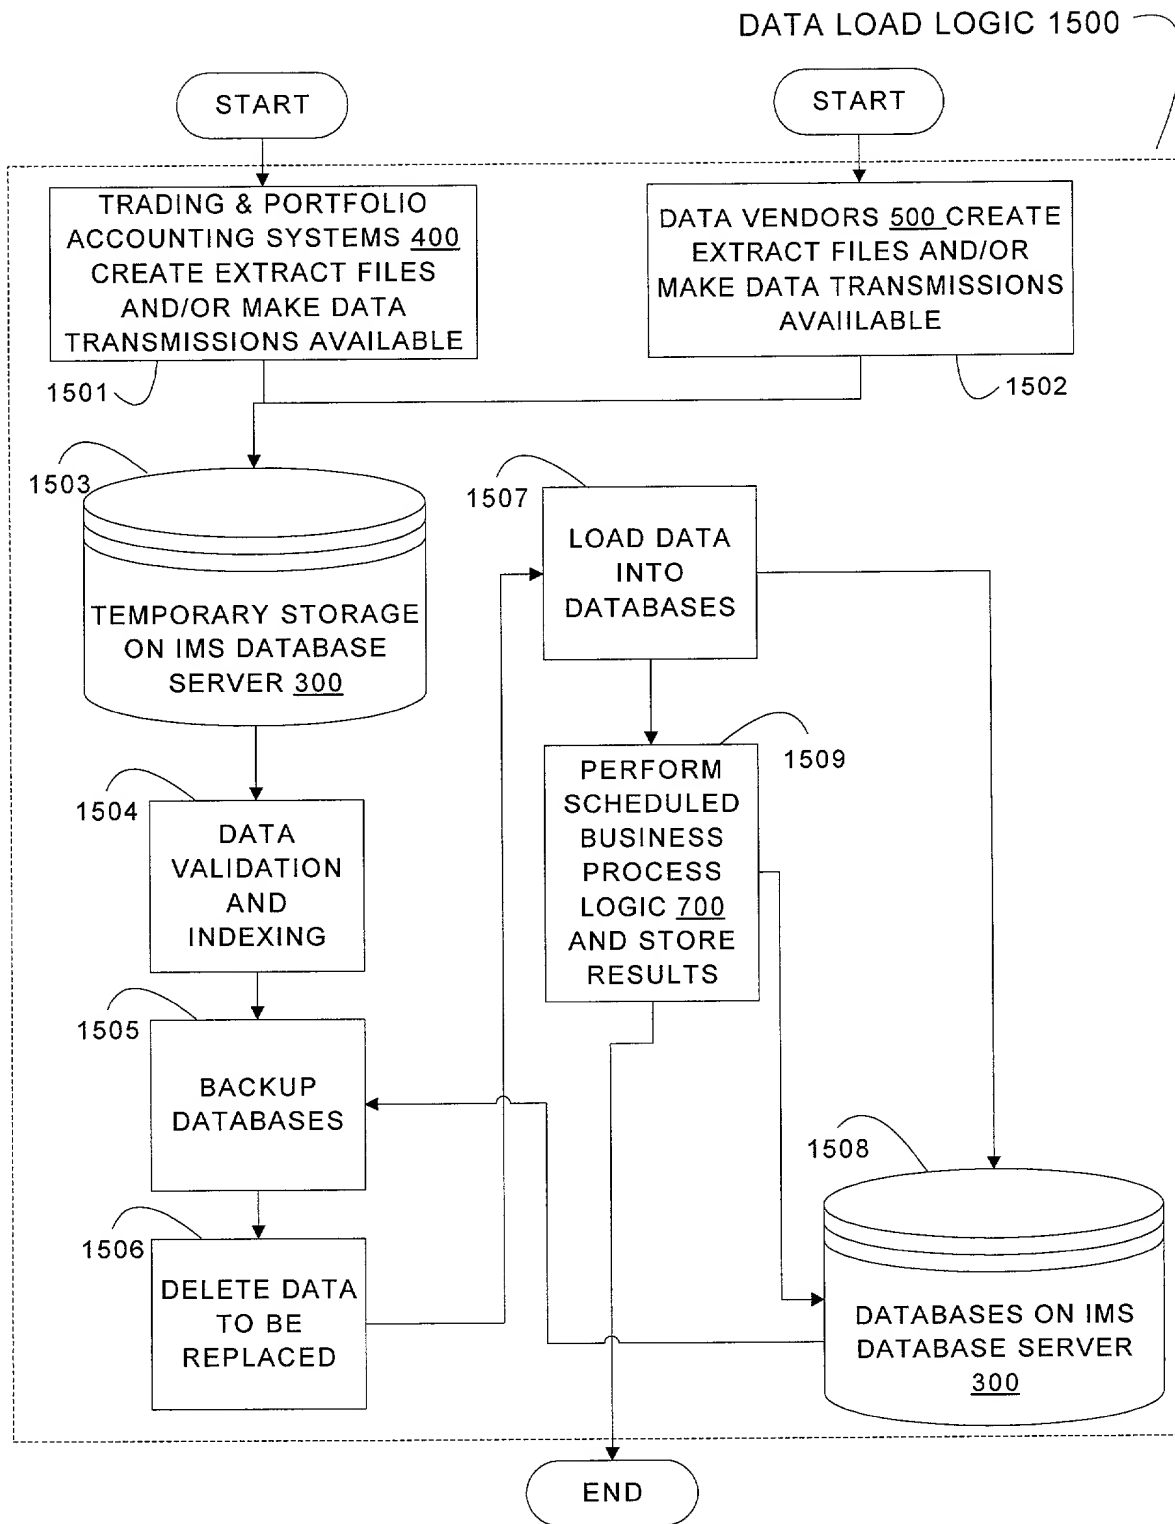 DATA LOAD LOGIC 1500
START
START
TRADING & PORTFOLIO
ACCOUNTING SYSTEMS 400
CREATE EXTRACT FILES
AND/OR MAKE DATA
TRANSMISSIONS AVAILABLE
1501
DATA VENDORS 500 CREATE
EXTRACT FILES AND/OR
MAKE DATA TRANSMISSIONS
AVAIILABLE
1502
1503
TEMPORARY STORAGE
ON IMS DATABASE
SERVER 300
1504
DATA
VALIDATION
AND
INDEXING
1505
BACKUP
DATABASES
1506
DELETE DATA
TO BE
REPLACED
1507
LOAD DATA
INTO
DATABASES
1509
PERFORM
SCHEDULED
BUSINESS
PROCESS
LOGIC 700
AND STORE
RESULTS
1508
DATABASES ON IMS
DATABASE SERVER
300
END